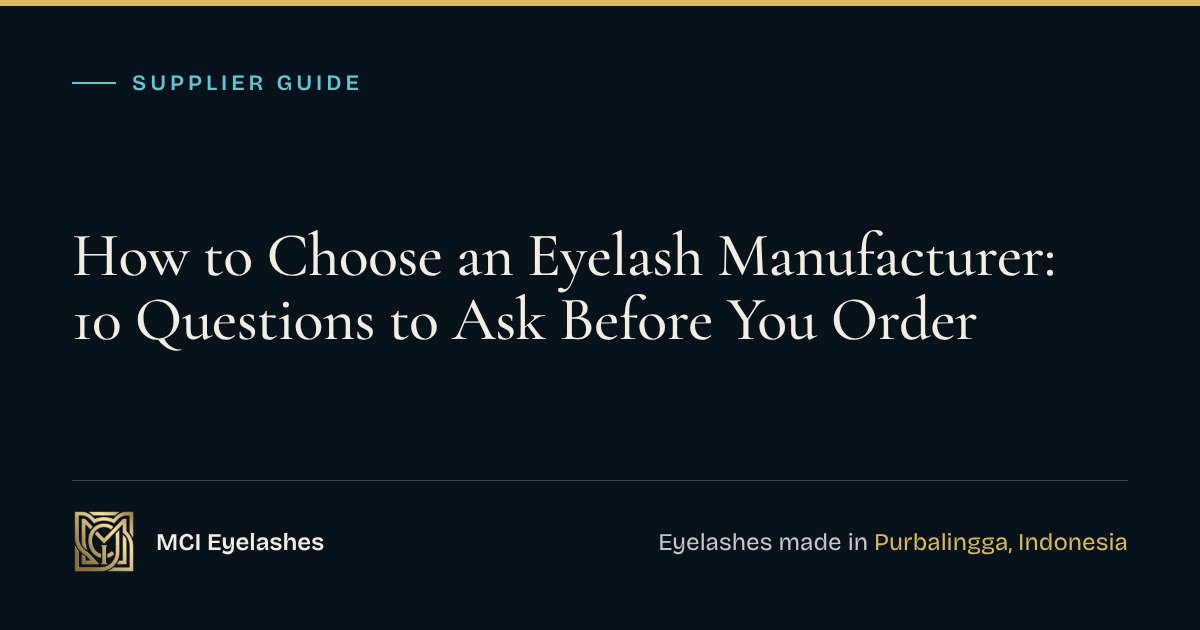 SUPPLIER GUIDE
How to Choose an Eyelash Manufacturer:
10 Questions to Ask Before You Order
MCI Eyelashes
Eyelashes made in Purbalingga, Indonesia